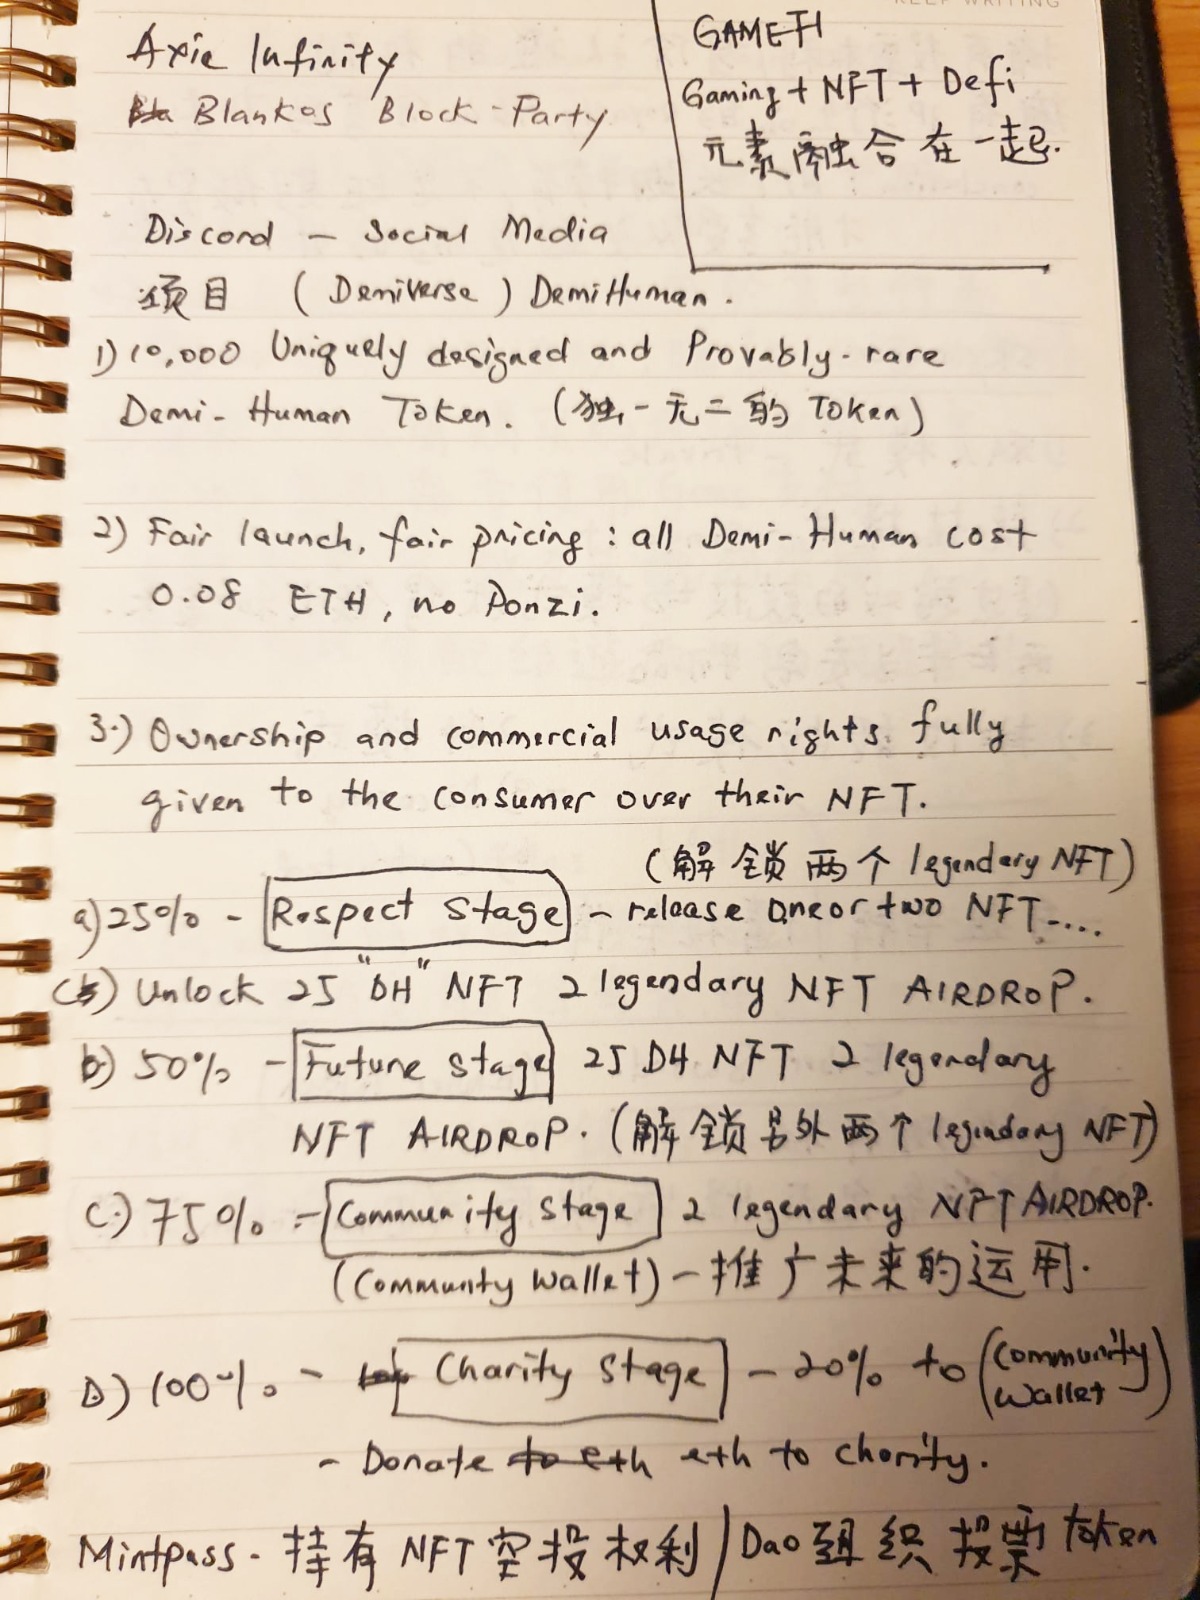 KEEP WRITING
Axie Infinity
Blankos Block-Party
GAMEFI
Gaming + NFT + Defi
元素融合在一起.
Discord - Social Media
项目 (Demiverse) DemiHuman.
1) 10,000 Uniquely designed and Provably-rare
Demi-Human Token. (独一无二的 Token)
2) Fair launch, fair pricing : all Demi-Human cost
0.08 ETH, no Ponzi.
3.) Ownership and commercial usage rights fully
given to the consumer over their NFT.
(解锁两个 legendary NFT)
a) 25% - Respect Stage - release one or two NFT....
Unlock 25 "DH" NFT 2 legendary NFT AIRDROP.
b) 50% - Future stage 25 DH NFT 2 legendary
NFT AIRDROP. (解锁另外两个 legendary NFT)
C.) 75% - Community Stage 2 legendary NFT AIRDROP.
(Communty Wallet) - 推广未来的运用.
D) 100% - Charity Stage - 20% to (Community Wallet)
- Donate to eth eth to charity.
Mintpass. 持有 NFT 空投权利 / Dao 组织投票 token